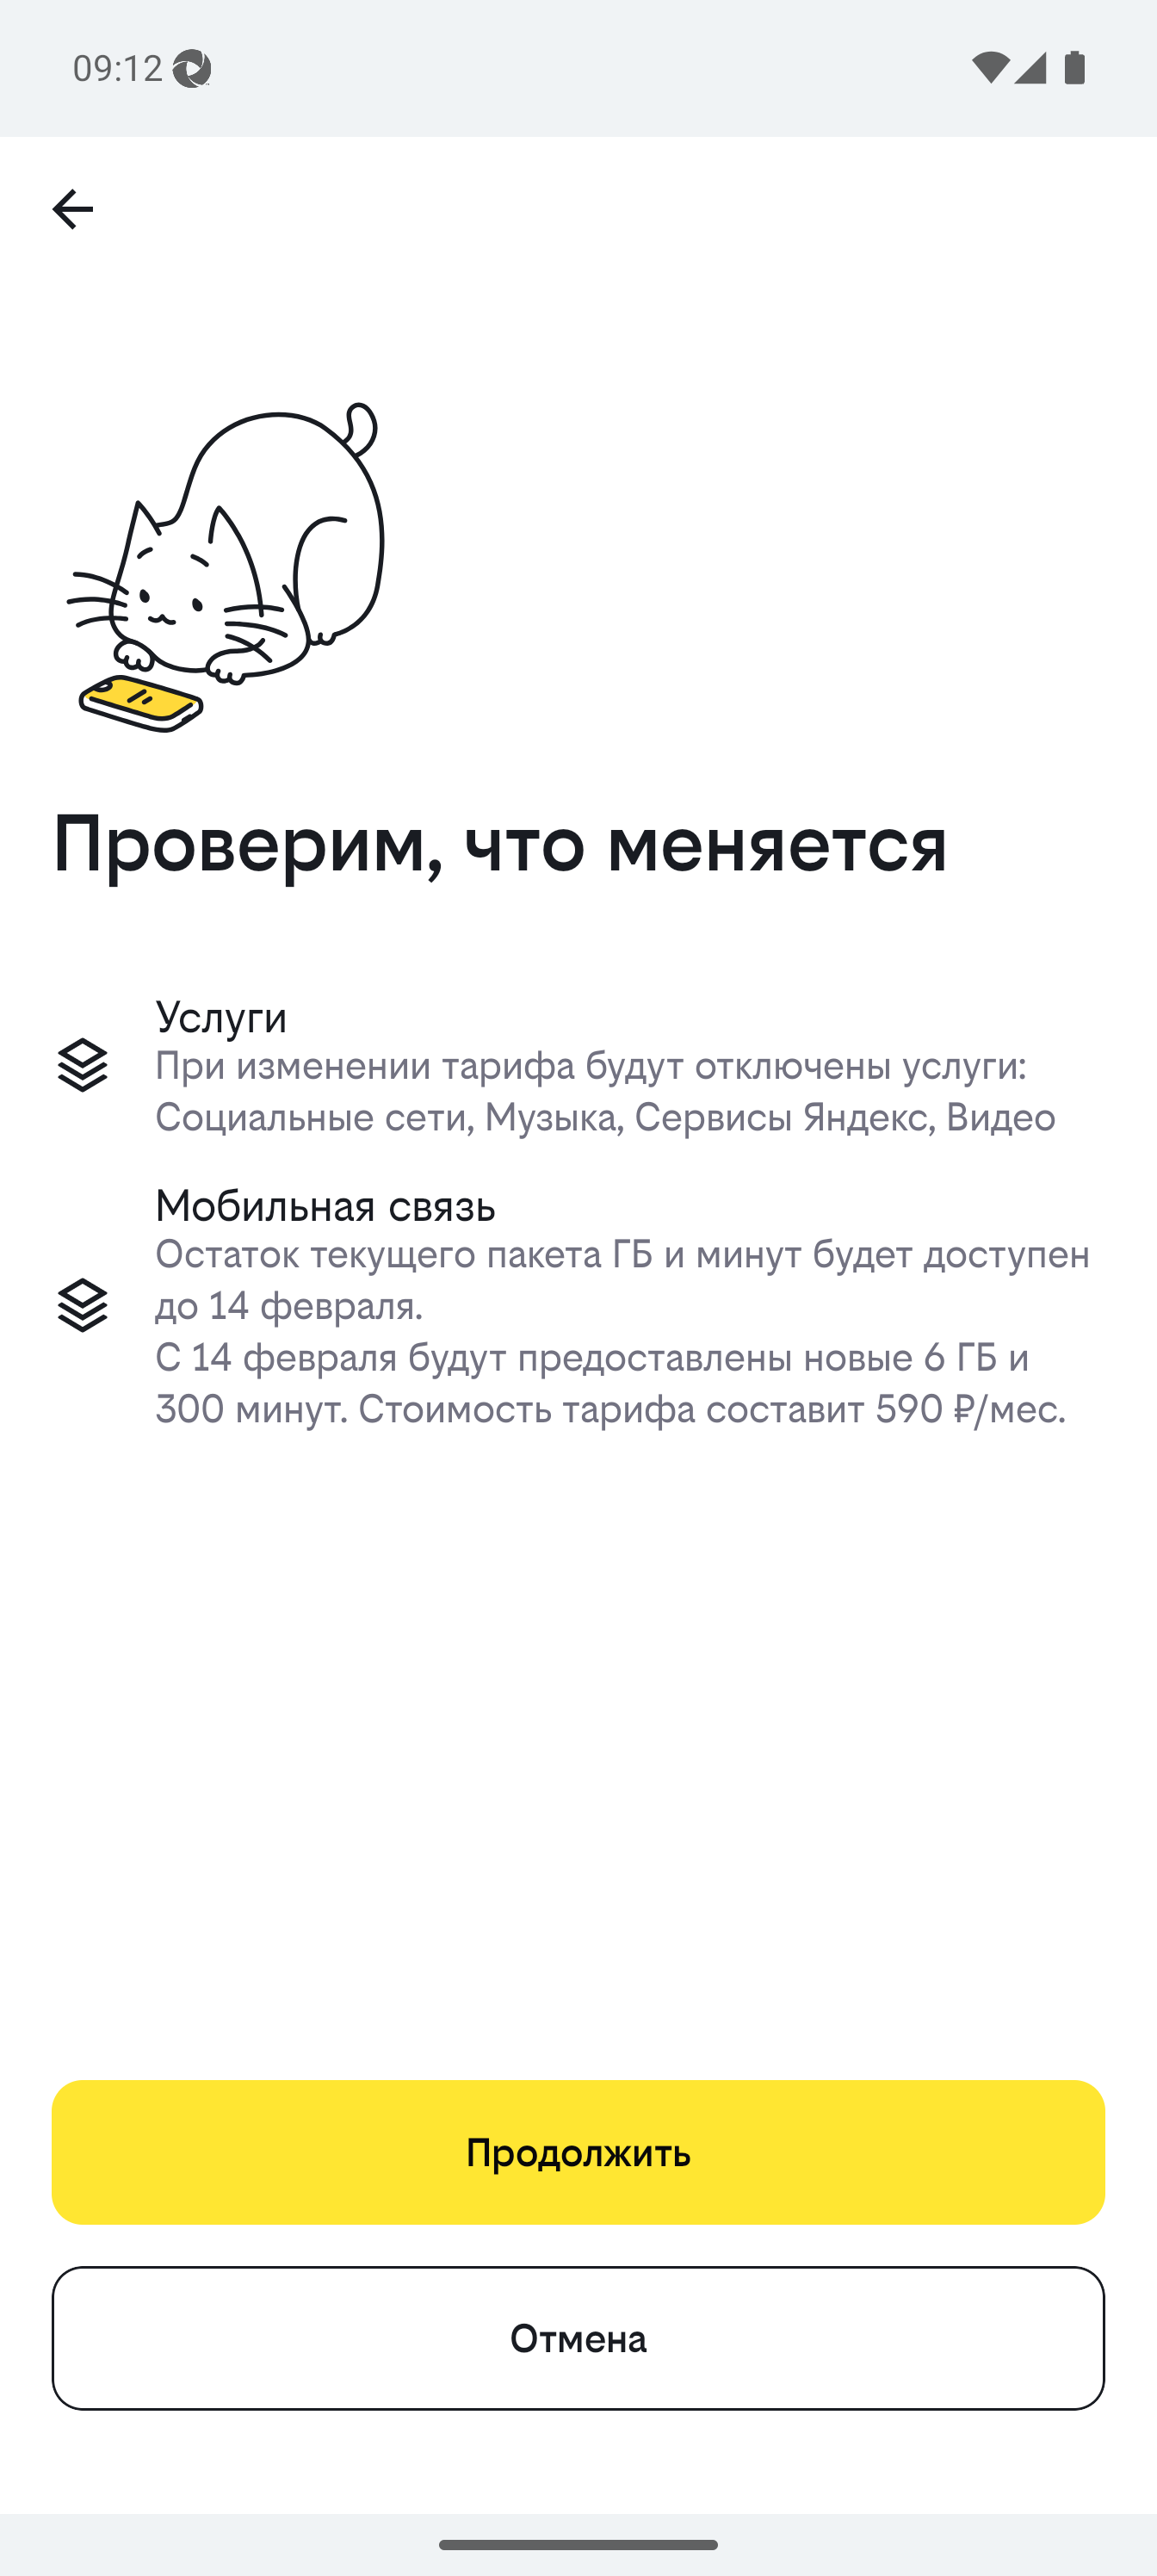 09:12
Проверим, что меняется
Услуги
При изменении тарифа будут отключены услуги:
Социальные сети, Музыка, Сервисы Яндекс, Видео
Мобильная связь
Остаток текущего пакета ГБ и минут будет доступен
до 14 февраля.
С 14 февраля будут предоставлены новые 6 ГБ и
300 минут. Стоимость тарифа составит 590 ₽/мес.
Продолжить
Отмена